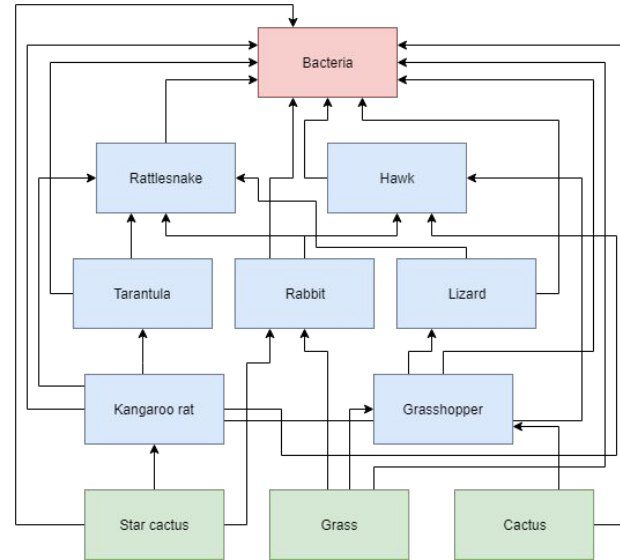 Bacteria
Rattlesnake
Hawk
Tarantula
Rabbit
Lizard
Kangaroo rat
Grasshopper
Star cactus
Grass
Cactus